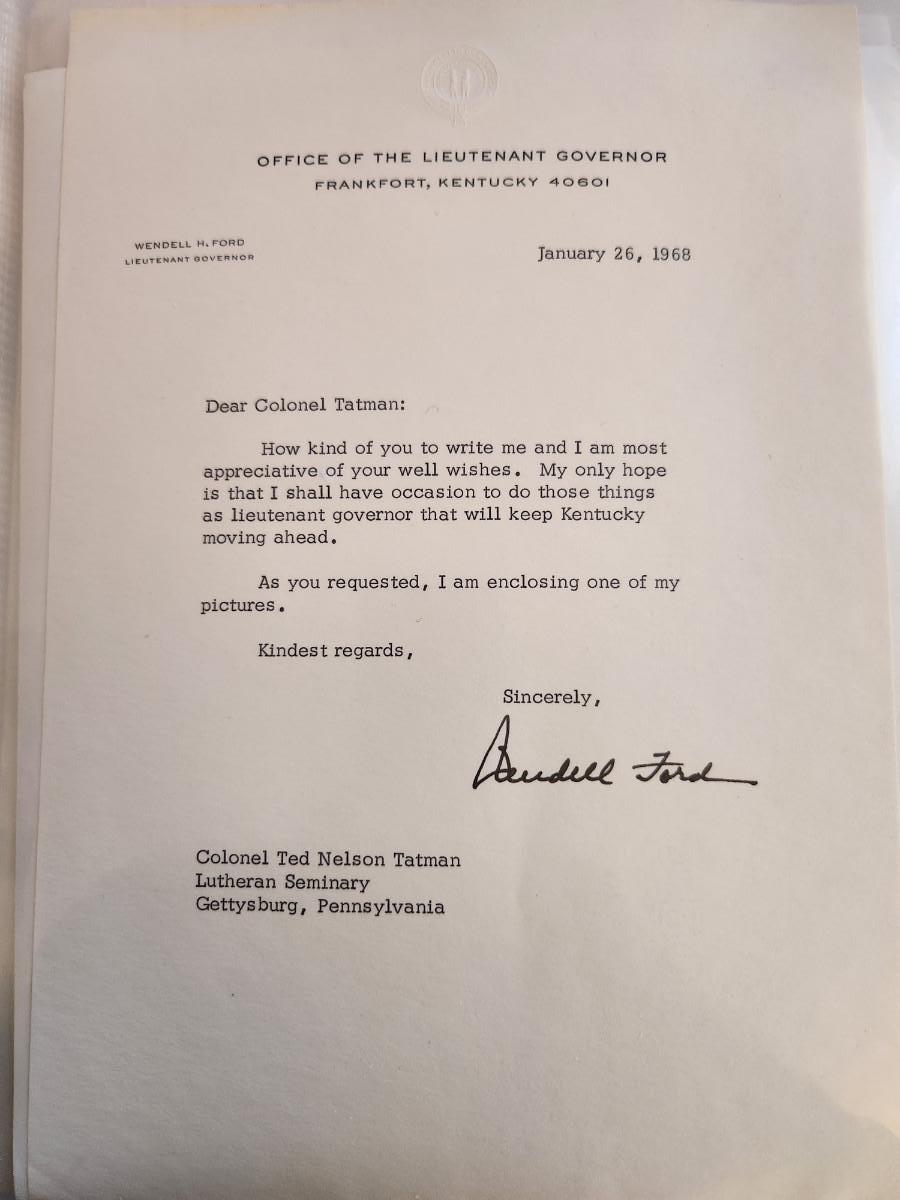 OFFICE OF THE LIEUTENANT GOVERNOR
FRANKFORT, KENTUCKY 40601
WENDELL H. FORD
LIEUTENANT GOVERNOR
January 26, 1968
Dear Colonel Tatman:
How kind of you to write me and I am most
appreciative of your well wishes. My only hope
is that I shall have occasion to do those things
as lieutenant governor that will keep Kentucky
moving ahead.
As you requested, I am enclosing one of my
pictures.
Kindest regards,
Sincerely,
Wendell Ford
Colonel Ted Nelson Tatman
Lutheran Seminary
Gettysburg, Pennsylvania